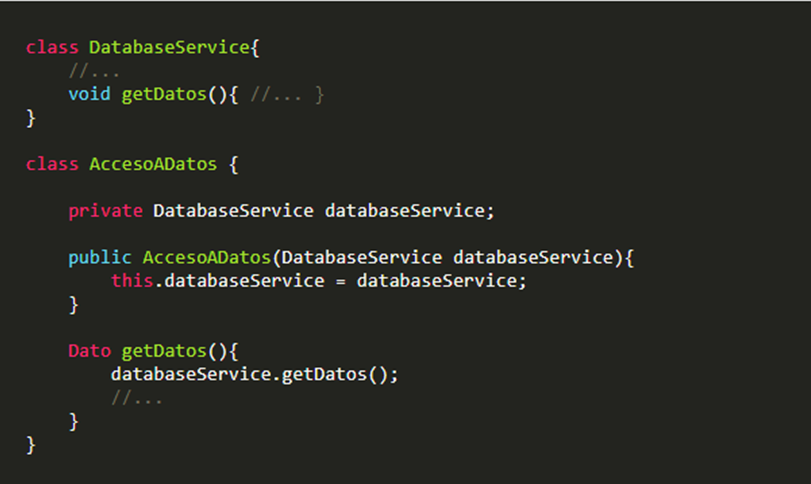 class DatabaseService{
    //...
    void getDatos(){ //... }
}

class AccesoADatos {

    private DatabaseService databaseService;

    public AccesoADatos(DatabaseService databaseService){
        this.databaseService = databaseService;
    }

    Dato getDatos(){
        databaseService.getDatos();
        //...
    }
}